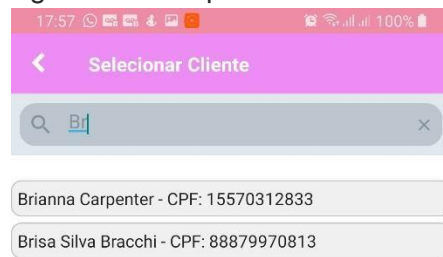 17:57 100%
Selecionar Cliente
Br
Brianna Carpenter - CPF: 15570312833
Brisa Silva Bracchi - CPF: 88879970813